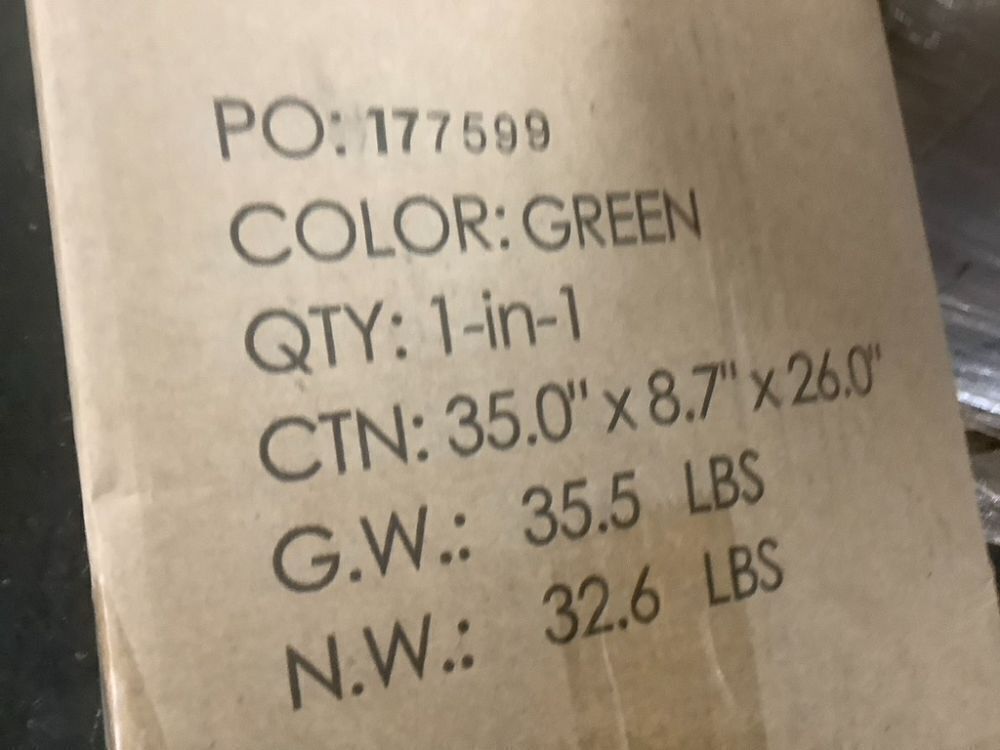 PO: 177599
COLOR: GREEN
QTY: 1-in-1
CTN: 35.0" x 8.7" x 26.0"
G.W.: 35.5 LBS
N.W.: 32.6 LBS